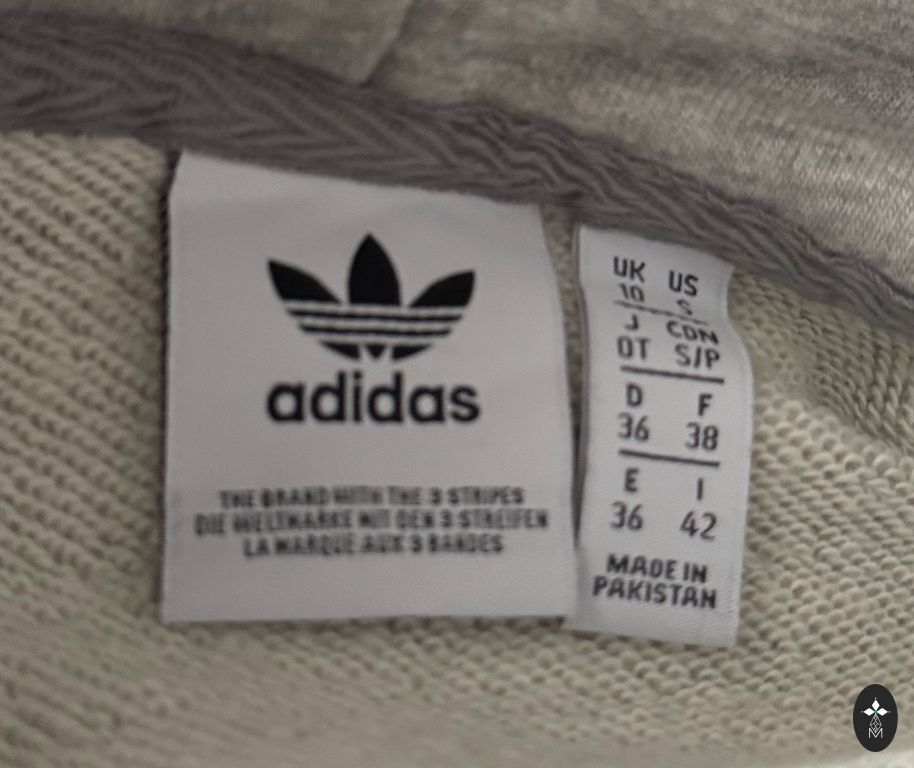 adidas
THE BRAND WITH THE 3 STRIPES
DIE WELTMARKE MIT DEN 3 STREIFEN
LA MARQUE AUX 3 BANDES
UK US
10 S
J CDN
OT S/P
D F
36 38
E I
36 42
MADE IN
PAKISTAN
M